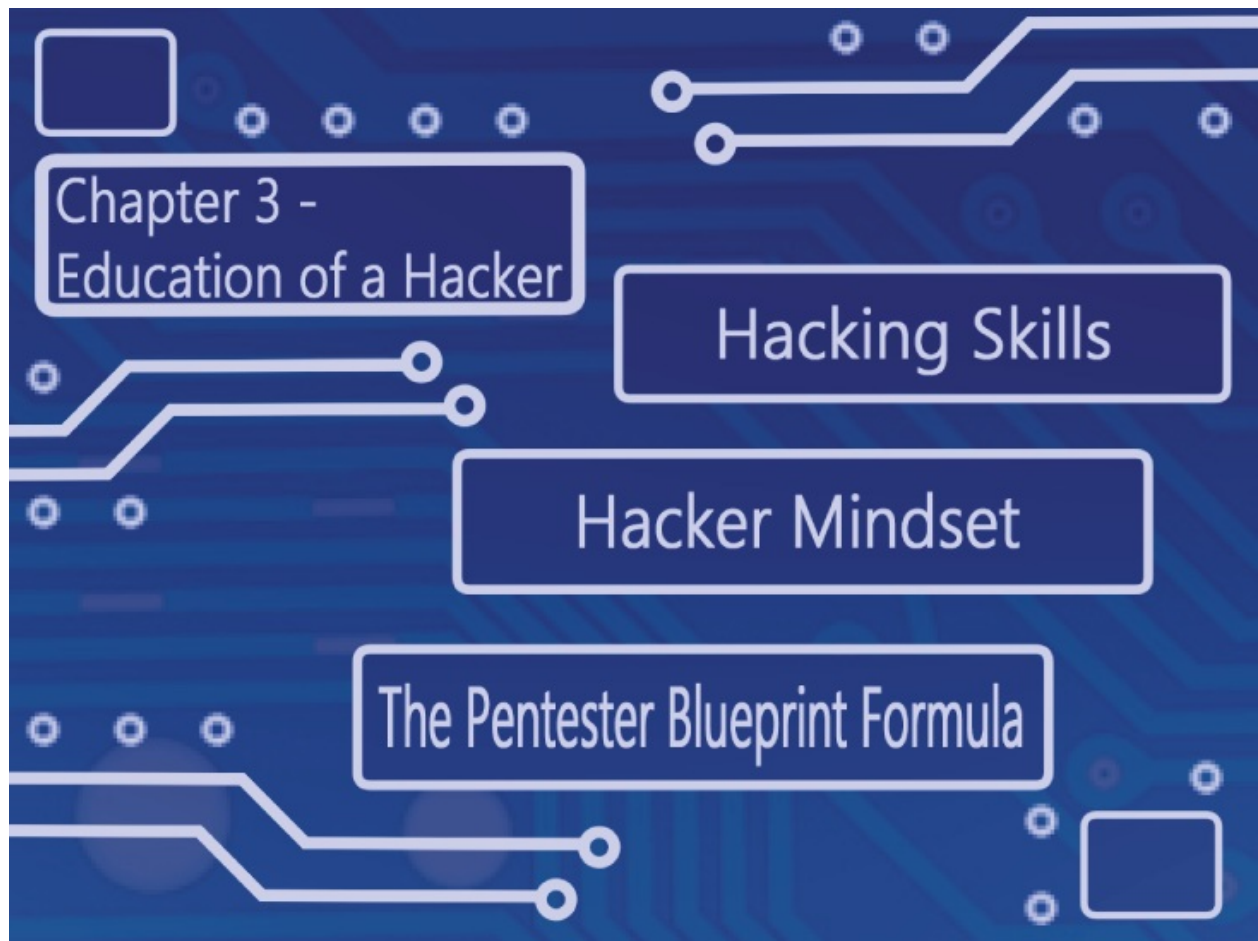 Chapter 3 -
Education of a Hacker
Hacking Skills
Hacker Mindset
The Pentester Blueprint Formula